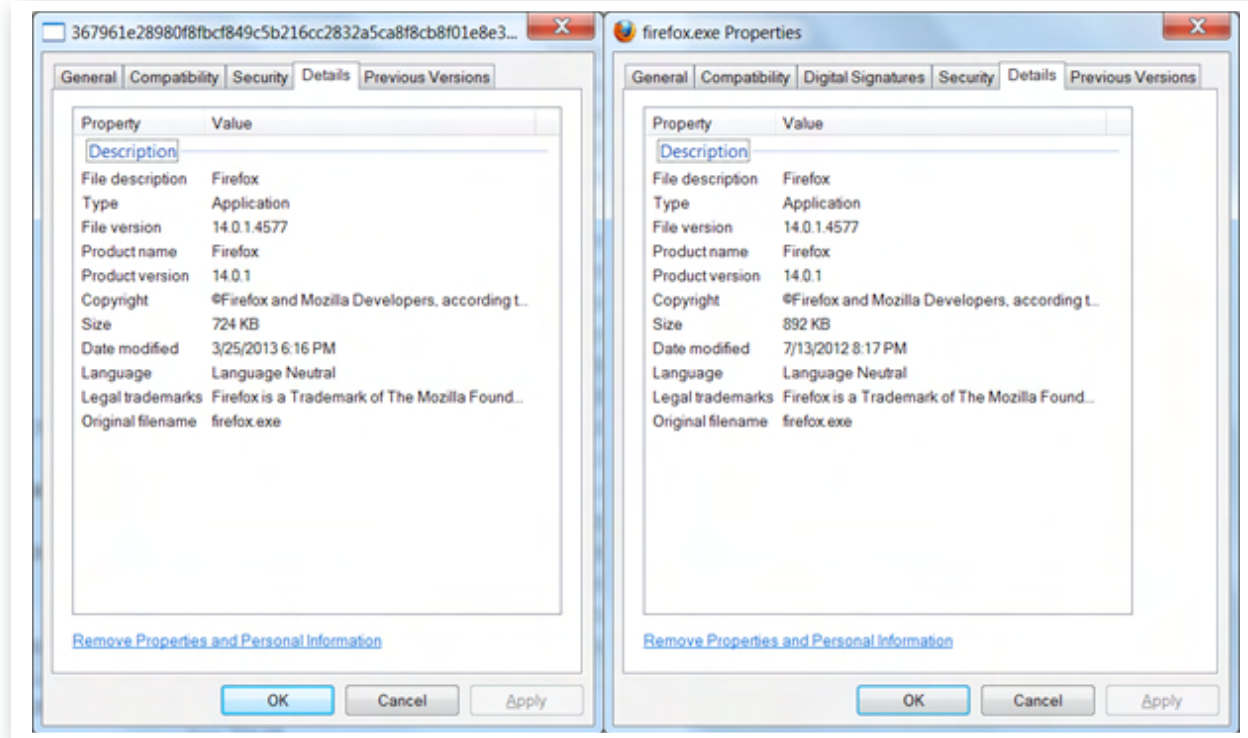 367961e28980f8fbcf849c5b216cc2832a5ca8f8cb8f01e8e3...
General Compatibility Security Details Previous Versions
Property Value
Description
File description Firefox
Type Application
File version 14.0.1.4577
Product name Firefox
Product version 14.0.1
Copyright ©Firefox and Mozilla Developers, according t...
Size 724 KB
Date modified 3/25/2013 6:16 PM
Language Language Neutral
Legal trademarks Firefox is a Trademark of The Mozilla Found...
Original filename firefox.exe
Remove Properties and Personal Information
OK Cancel Apply
firefox.exe Properties
General Compatibility Digital Signatures Security Details Previous Versions
Property Value
Description
File description Firefox
Type Application
File version 14.0.1.4577
Product name Firefox
Product version 14.0.1
Copyright ©Firefox and Mozilla Developers, according t...
Size 892 KB
Date modified 7/13/2012 8:17 PM
Language Language Neutral
Legal trademarks Firefox is a Trademark of The Mozilla Found...
Original filename firefox.exe
Remove Properties and Personal Information
OK Cancel Apply